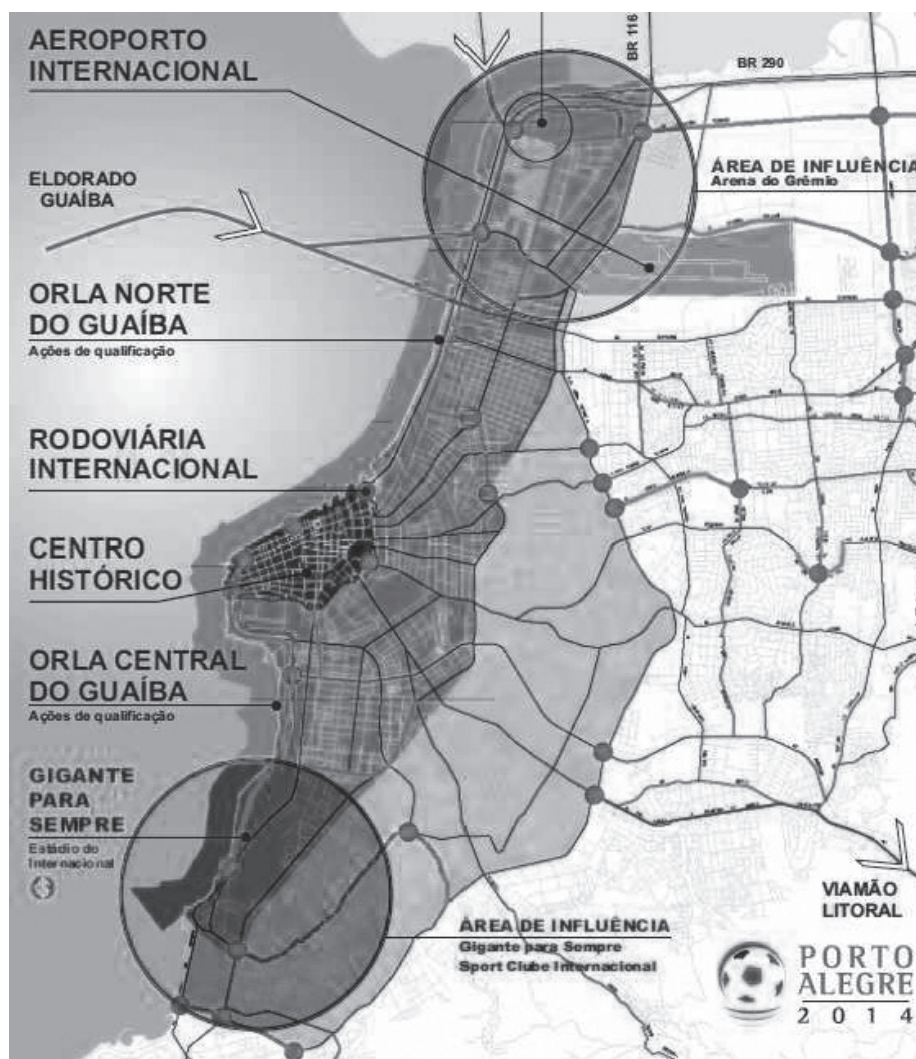 AEROPORTO
INTERNACIONAL
BR 116
BR 290
ELDORADO
GUAÍBA
ÁREA DE INFLUÊNCIA
Arena do Grêmio
ORLA NORTE
DO GUAÍBA
Ações de qualificação
RODOVIÁRIA
INTERNACIONAL
CENTRO
HISTÓRICO
ORLA CENTRAL
DO GUAÍBA
Ações de qualificação
GIGANTE
PARA
SEMPRE
Estádio do
Internacional
VIAMÃO
LITORAL
ÁREA DE INFLUÊNCIA
Gigante para Sempre
Sport Clube Internacional
PORTO
ALEGRE
2014